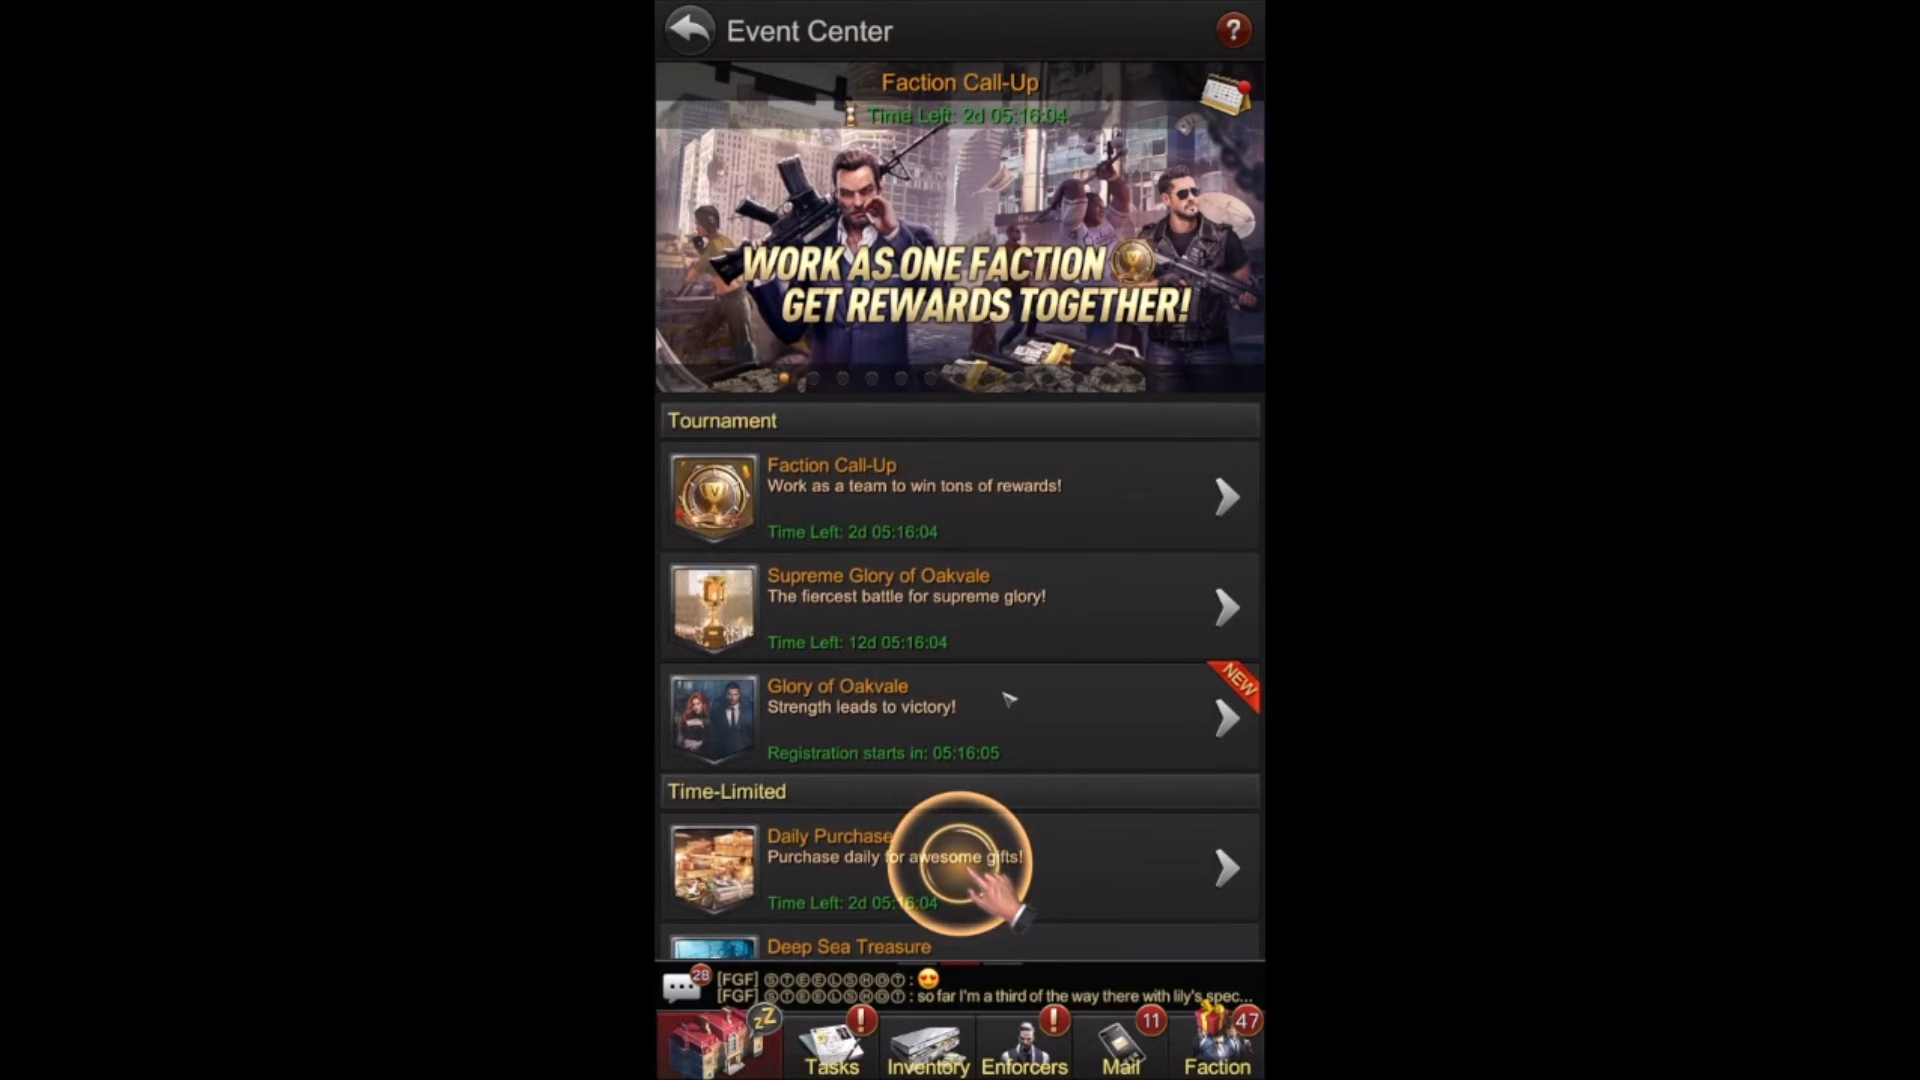 Event Center
?
Faction Call-Up
Time Left: 2d 05:16:04
WORK AS ONE FACTION
GET REWARDS TOGETHER!
Tournament
Faction Call-Up
Work as a team to win tons of rewards!
Time Left: 2d 05:16:04
Supreme Glory of Oakvale
The fiercest battle for supreme glory!
Time Left: 12d 05:16:04
NEW
Glory of Oakvale
Strength leads to victory!
Registration starts in: 05:16:05
Time-Limited
Daily Purchase
Purchase daily for awesome gifts!
Time Left: 2d 05:16:04
Deep Sea Treasure
28
[FGF] ⓈⓉⒺⒺⓁⓈⒽⓄⓉ : 😍
[FGF] ⓈⓉⒺⒺⓁⓈⒽⓄⓉ : so far I'm a third of the way there with lily's spec...
zZ
!
!
11
47
Tasks
Inventory
Enforcers
Mail
Faction